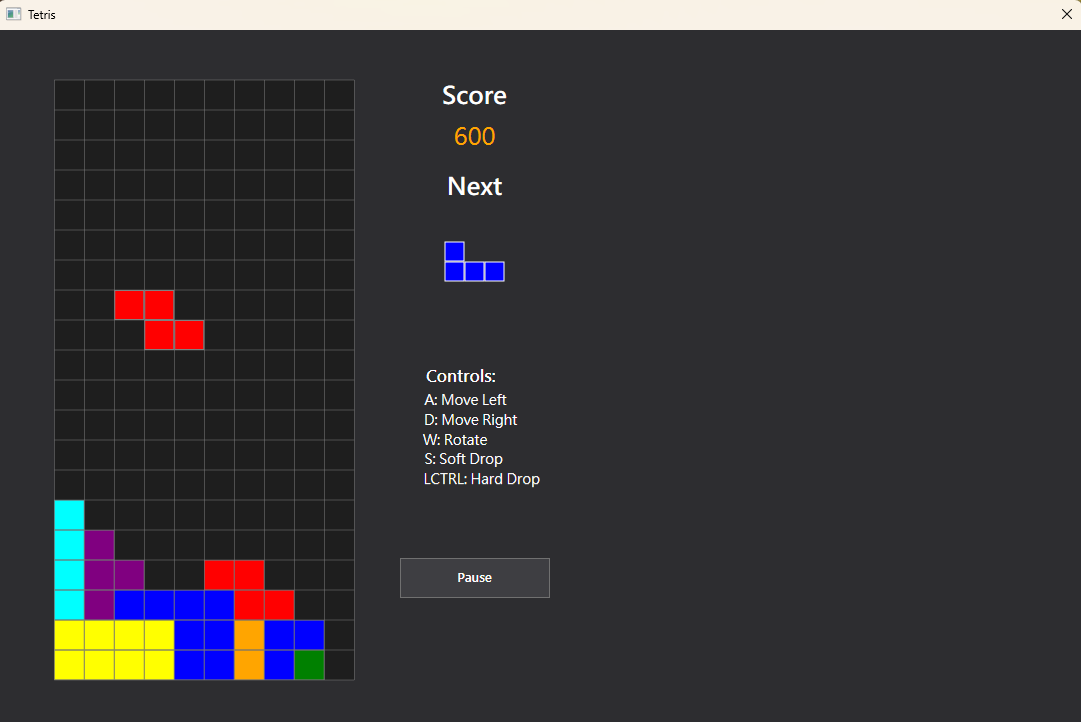 Tetris
Score
600
Next
Controls:
A: Move Left
D: Move Right
W: Rotate
S: Soft Drop
LCTRL: Hard Drop
Pause